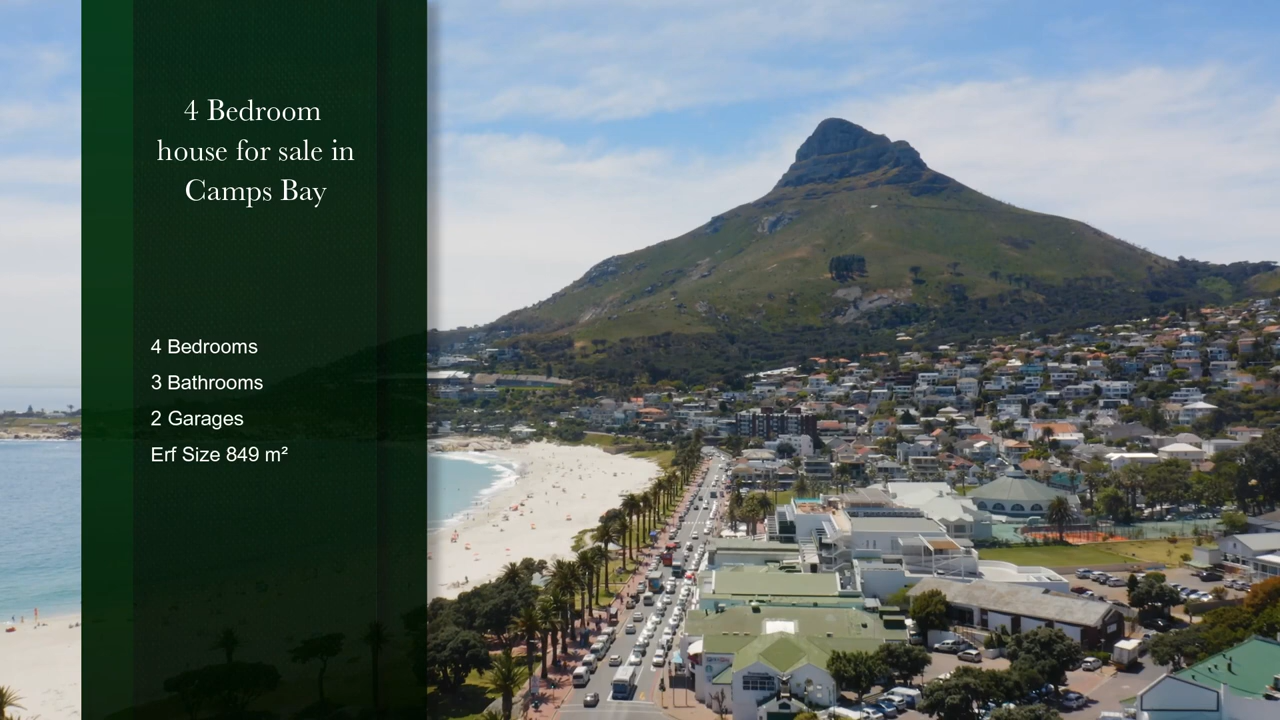 4 Bedroom
house for sale in
Camps Bay
4 Bedrooms
3 Bathrooms
2 Garages
Erf Size 849 m²